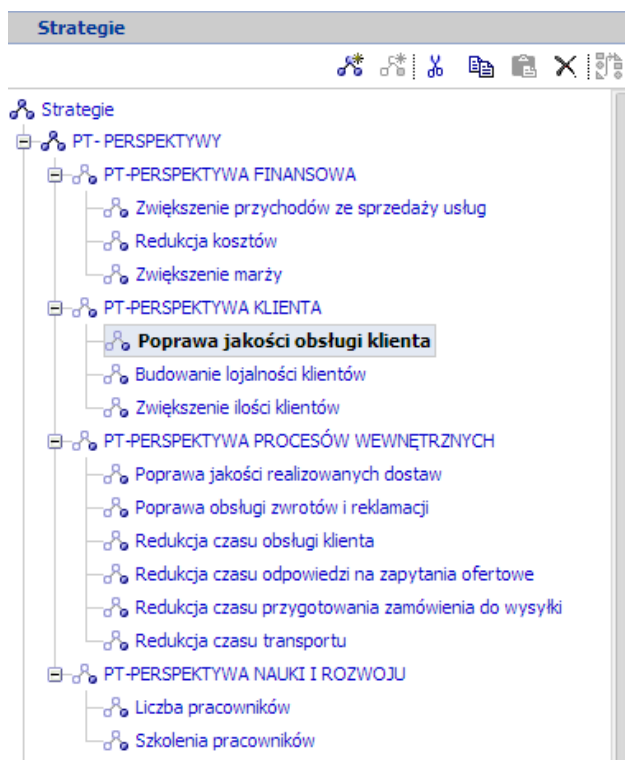 Strategie
Strategie
PT- PERSPEKTYWY
PT-PERSPEKTYWA FINANSOWA
Zwiększenie przychodów ze sprzedaży usług
Redukcja kosztów
Zwiększenie marży
PT-PERSPEKTYWA KLIENTA
Poprawa jakości obsługi klienta
Budowanie lojalności klientów
Zwiększenie ilości klientów
PT-PERSPEKTYWA PROCESÓW WEWNĘTRZNYCH
Poprawa jakości realizowanych dostaw
Poprawa obsługi zwrotów i reklamacji
Redukcja czasu obsługi klienta
Redukcja czasu odpowiedzi na zapytania ofertowe
Redukcja czasu przygotowania zamówienia do wysyłki
Redukcja czasu transportu
PT-PERSPEKTYWA NAUKI I ROZWOJU
Liczba pracowników
Szkolenia pracowników